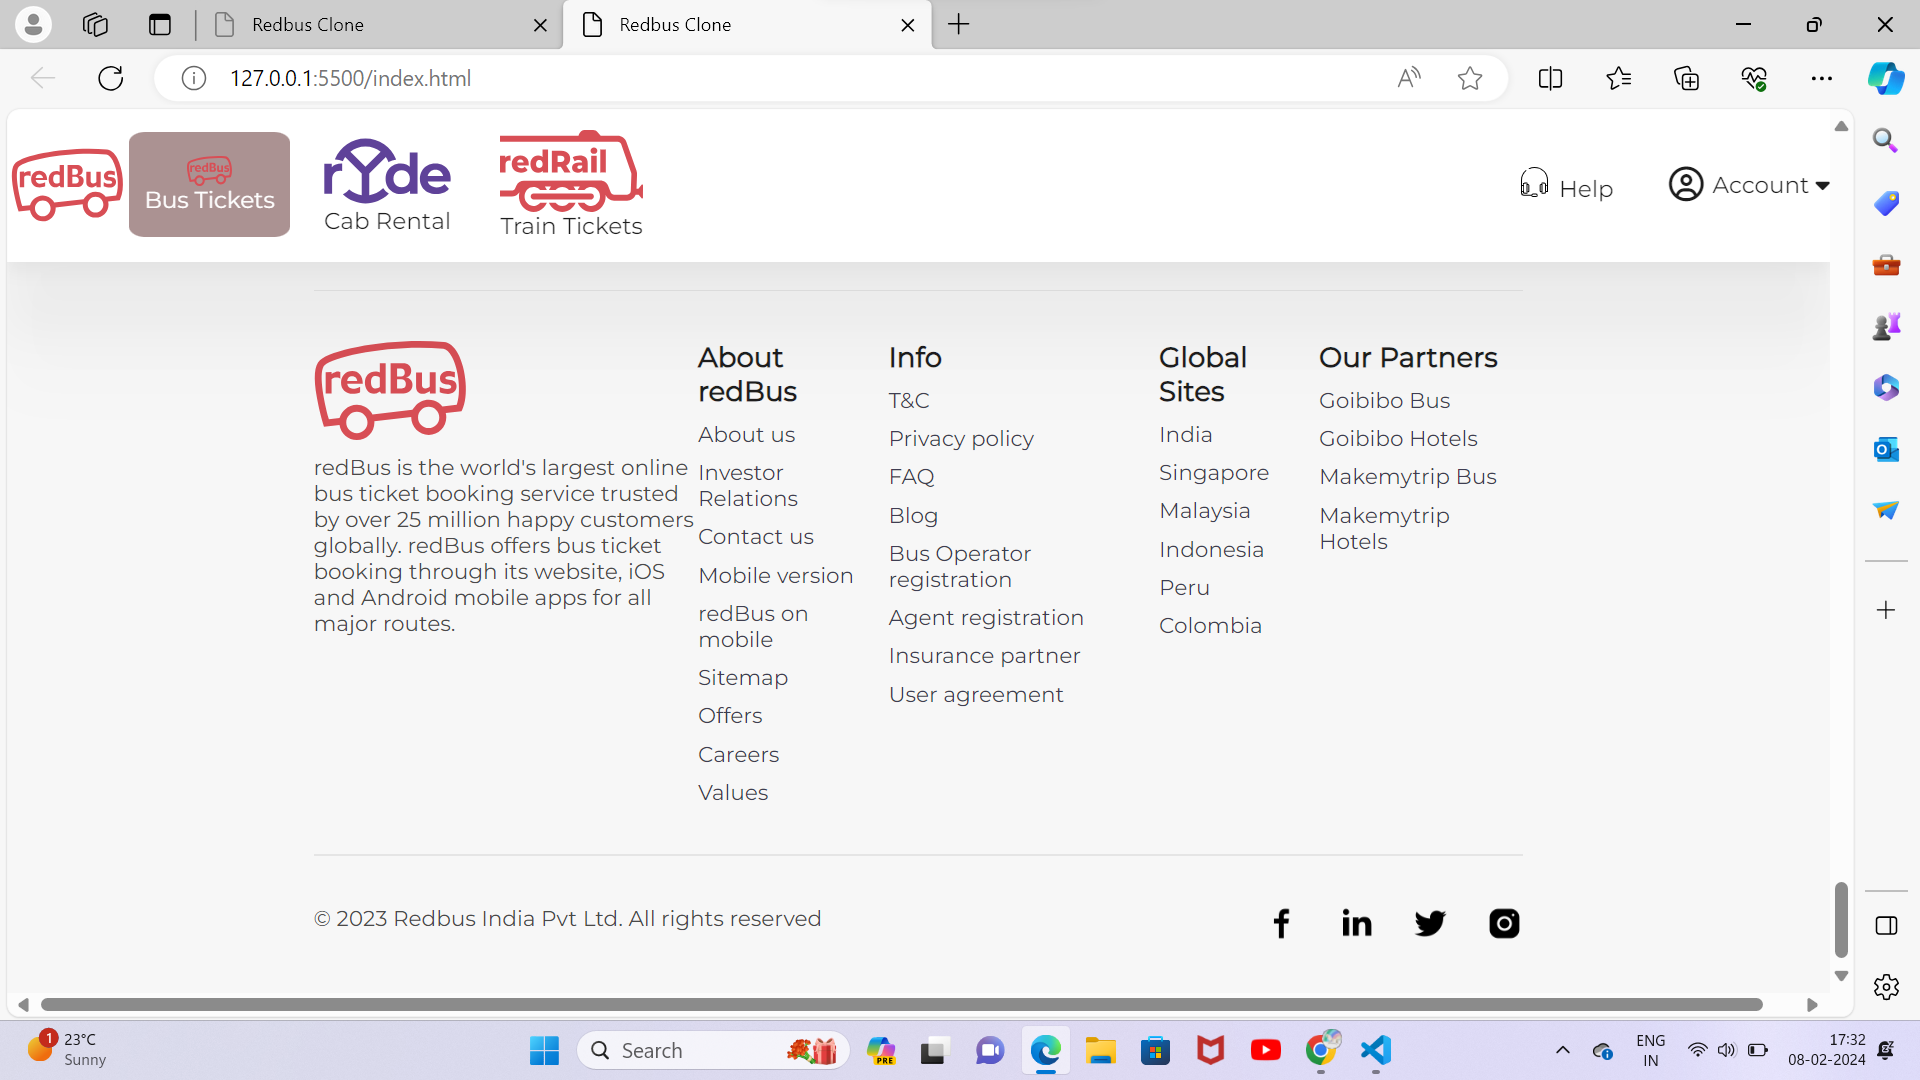 Redbus Clone
Redbus Clone
127.0.0.1:5500/index.html
redBus
redBus
Bus Tickets
rYde
Cab Rental
redRail
Train Tickets
Help
Account
redBus
redBus is the world's largest online
bus ticket booking service trusted
by over 25 million happy customers
globally. redBus offers bus ticket
booking through its website, iOS
and Android mobile apps for all
major routes.
About
redBus
About us
Investor
Relations
Contact us
Mobile version
redBus on
mobile
Sitemap
Offers
Careers
Values
Info
T&C
Privacy policy
FAQ
Blog
Bus Operator
registration
Agent registration
Insurance partner
User agreement
Global
Sites
India
Singapore
Malaysia
Indonesia
Peru
Colombia
Our Partners
Goibibo Bus
Goibibo Hotels
Makemytrip Bus
Makemytrip
Hotels
© 2023 Redbus India Pvt Ltd. All rights reserved
1
23°C
Sunny
Search
PRE
ENG
IN
17:32
08-02-2024